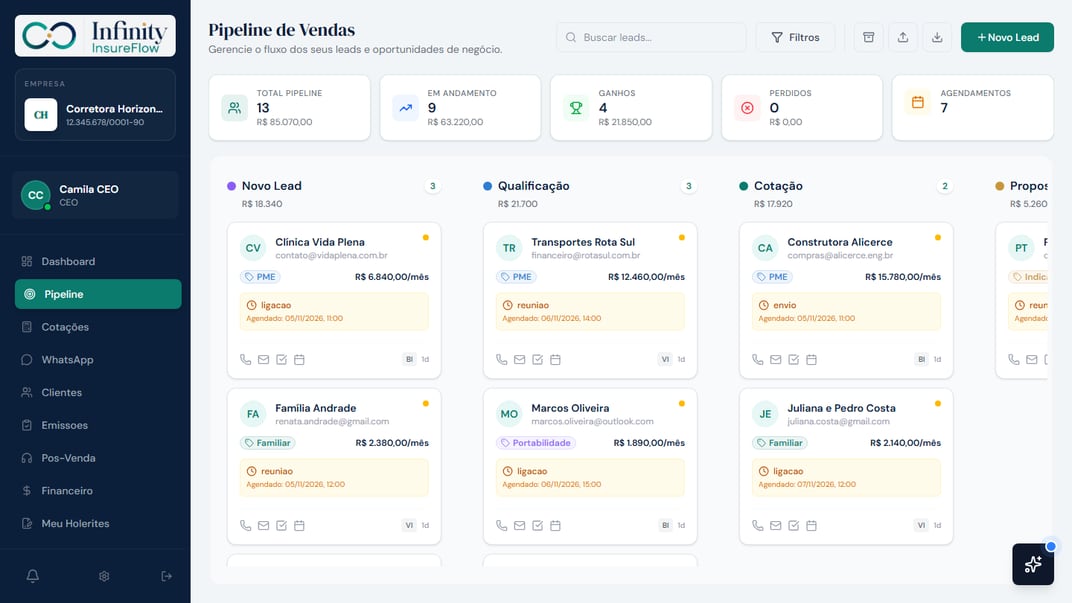 Infinity
InsureFlow
EMPRESA
CH
Corretora Horizon...
12.345.678/0001-90
CC
Camila CEO
CEO
Dashboard
Pipeline
Cotações
WhatsApp
Clientes
Emissoes
Pos-Venda
Financeiro
Meu Holerites
Pipeline de Vendas
Gerencie o fluxo dos seus leads e oportunidades de negócio.
Buscar leads...
Filtros
+ Novo Lead
TOTAL PIPELINE
13
R$ 85.070,00
EM ANDAMENTO
9
R$ 63.220,00
GANHOS
4
R$ 21.850,00
PERDIDOS
0
R$ 0,00
AGENDAMENTOS
7
Novo Lead
3
R$ 18.340
CV
Clínica Vida Plena
contato@vidaplena.com.br
PME
R$ 6.840,00/mês
ligacao
Agendado: 05/11/2026, 11:00
BI
1d
FA
Família Andrade
renata.andrade@gmail.com
Familiar
R$ 2.380,00/mês
reuniao
Agendado: 05/11/2026, 12:00
VI
1d
Qualificação
3
R$ 21.700
TR
Transportes Rota Sul
financeiro@rotasul.com.br
PME
R$ 12.460,00/mês
reuniao
Agendado: 06/11/2026, 14:00
VI
1d
MO
Marcos Oliveira
marcos.oliveira@outlook.com
Portabilidade
R$ 1.890,00/mês
ligacao
Agendado: 06/11/2026, 15:00
BI
1d
Cotação
2
R$ 17.920
CA
Construtora Alicerce
compras@alicerce.eng.br
PME
R$ 15.780,00/mês
envio
Agendado: 05/11/2026, 11:00
BI
1d
JE
Juliana e Pedro Costa
juliana.costa@gmail.com
Familiar
R$ 2.140,00/mês
ligacao
Agendado: 07/11/2026, 12:00
VI
1d
Propos
R$ 5.260
PT
Indic
reun
Agendado: